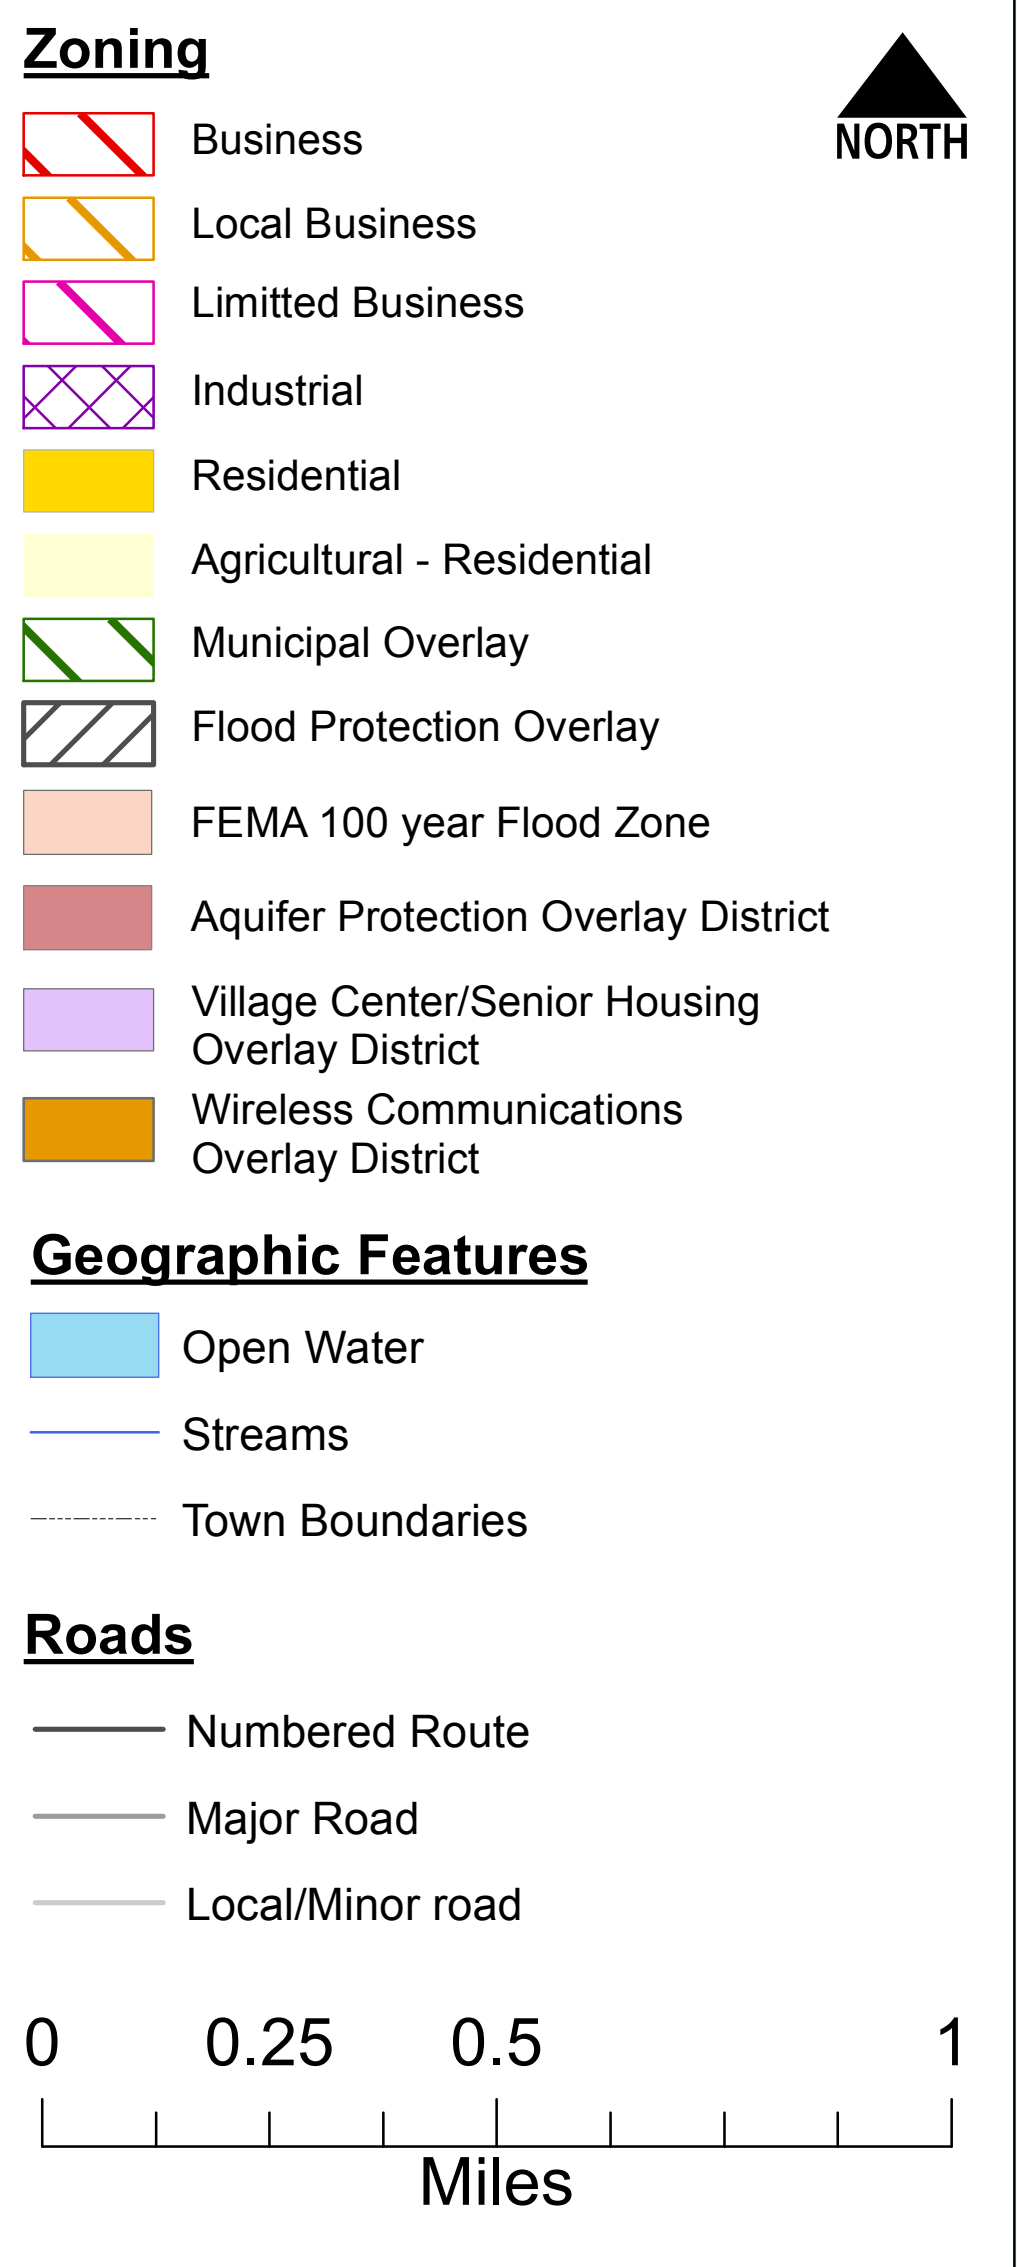 Zoning
NORTH
Business
Local Business
Limitted Business
Industrial
Residential
Agricultural - Residential
Municipal Overlay
Flood Protection Overlay
FEMA 100 year Flood Zone
Aquifer Protection Overlay District
Village Center/Senior Housing
Overlay District
Wireless Communications
Overlay District
Geographic Features
Open Water
Streams
Town Boundaries
Roads
Numbered Route
Major Road
Local/Minor road
0 0.25 0.5 1
Miles